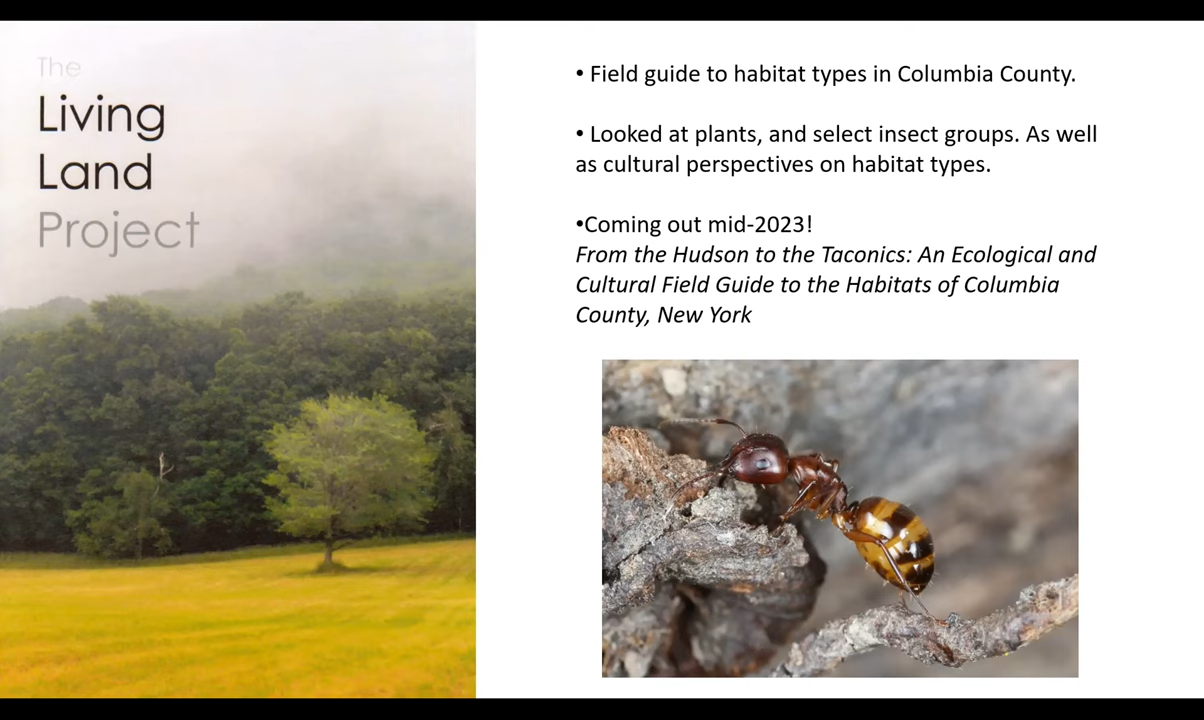 The
Living
Land
Project
• Field guide to habitat types in Columbia County.
• Looked at plants, and select insect groups. As well
as cultural perspectives on habitat types.
•Coming out mid-2023!
From the Hudson to the Taconics: An Ecological and
Cultural Field Guide to the Habitats of Columbia
County, New York